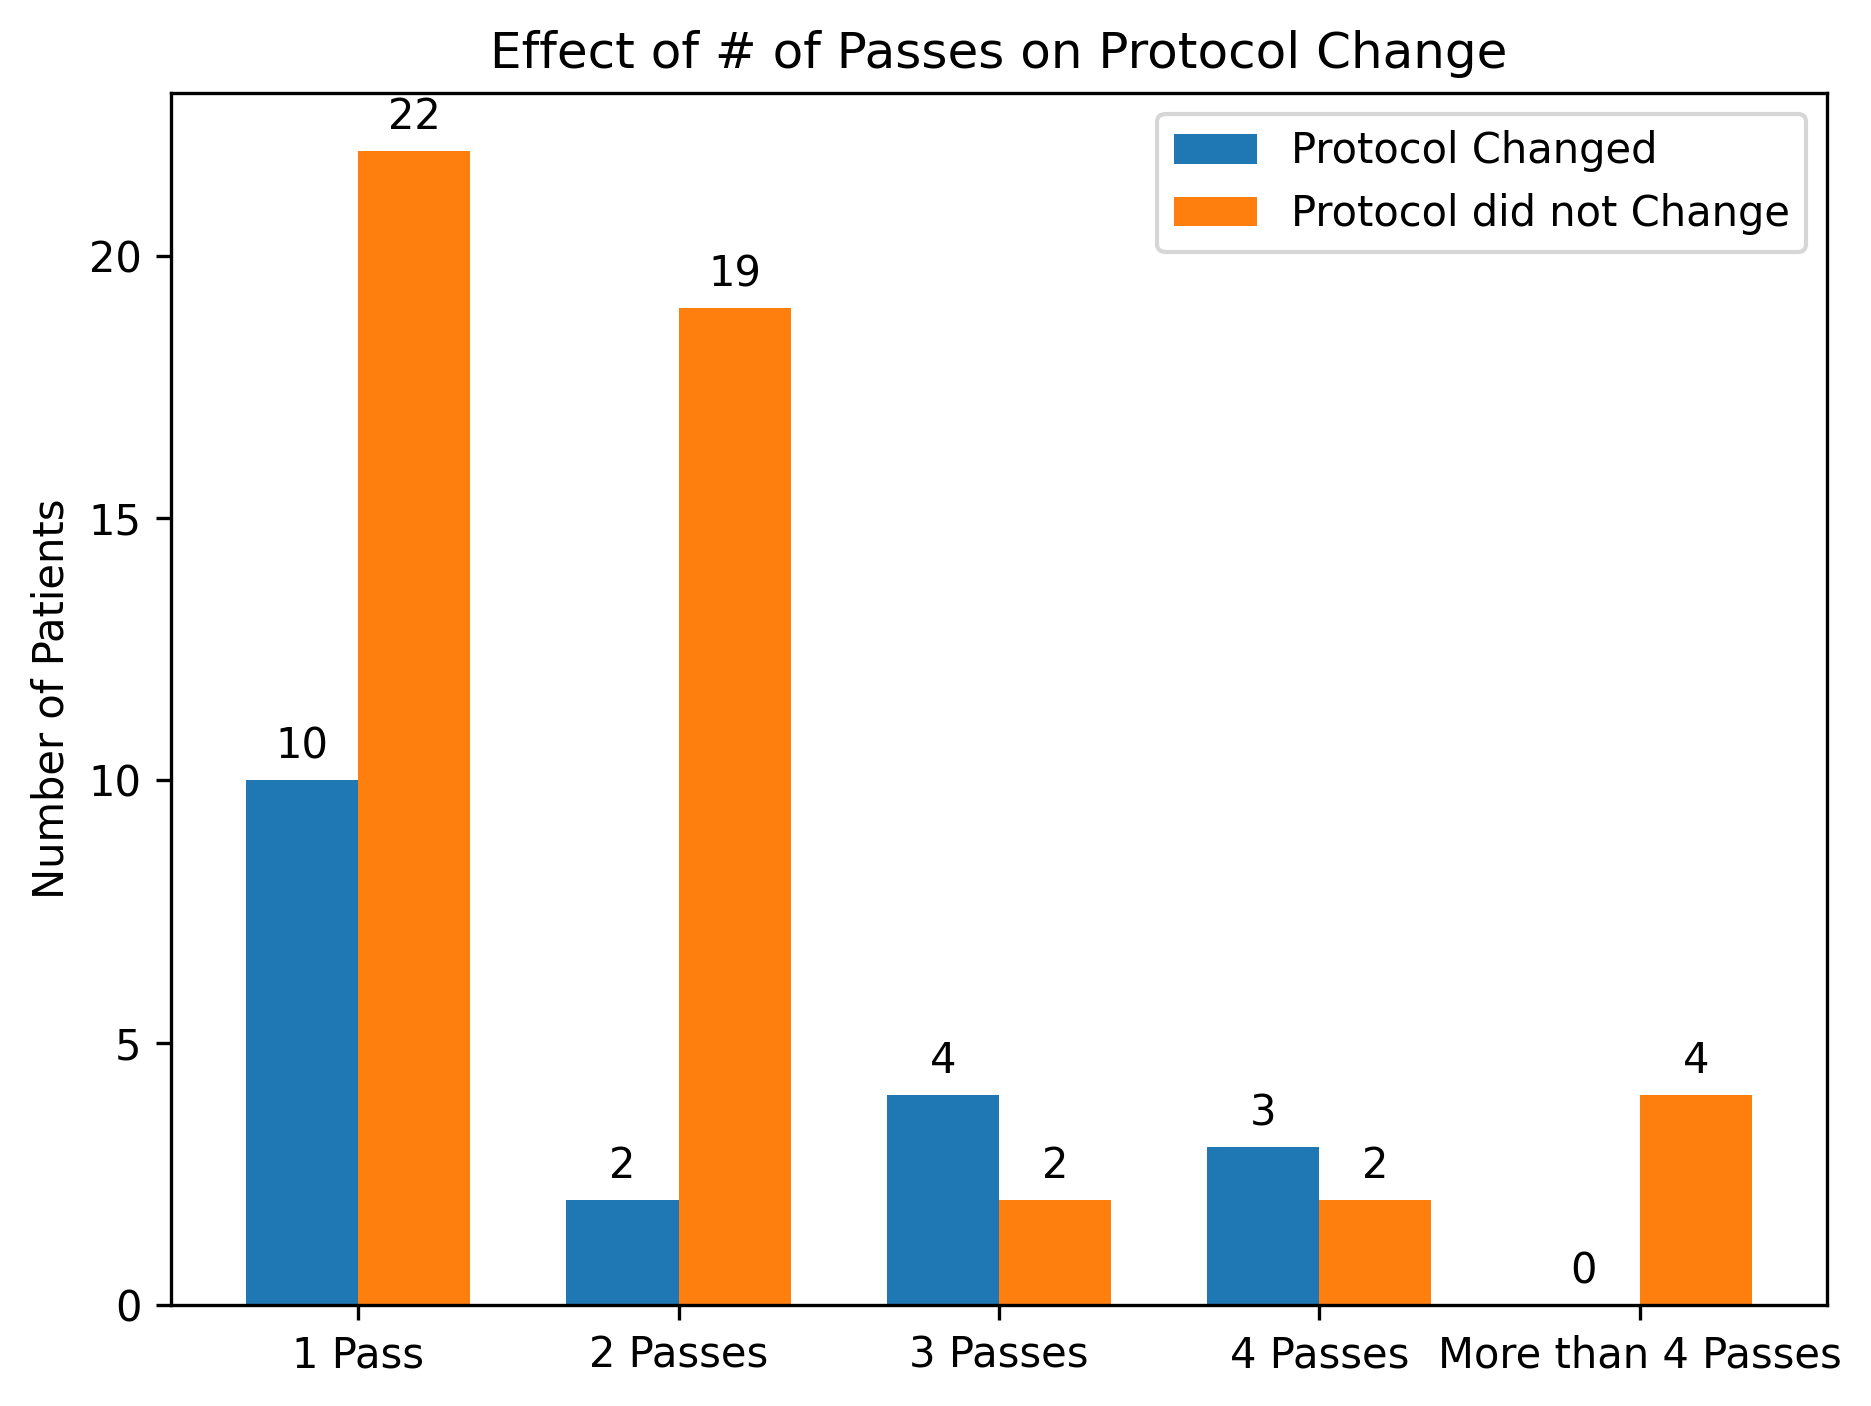 Effect of # of Passes on Protocol Change
Protocol Changed
Protocol did not Change
Number of Patients
20
15
10
5
0
22
10
19
2
4
2
3
2
0
4
1 Pass
2 Passes
3 Passes
4 Passes
More than 4 Passes